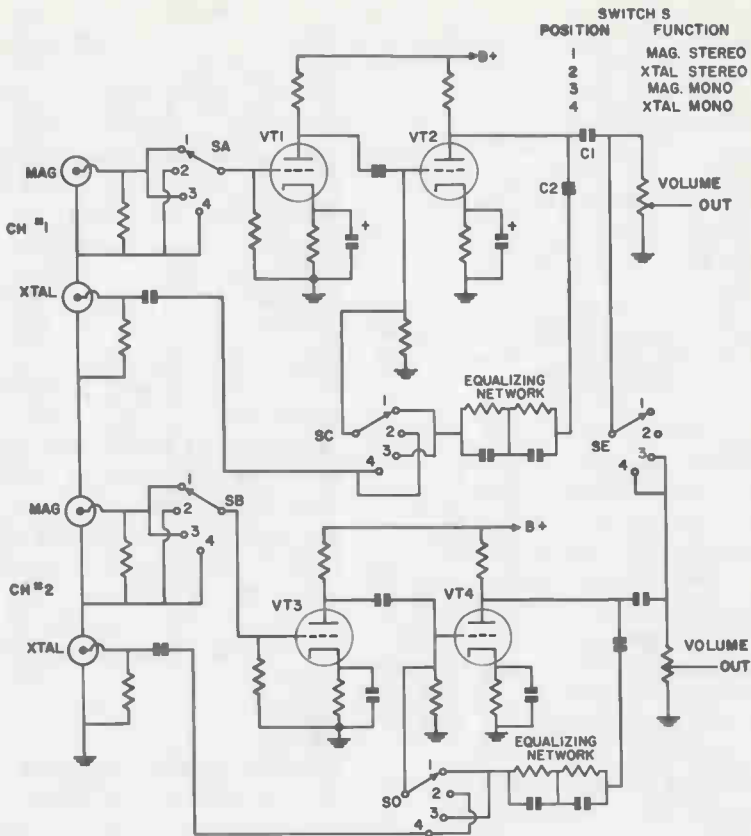 SWITCH S
POSITION FUNCTION
1 MAG. STEREO
2 XTAL STEREO
3 MAG. MONO
4 XTAL MONO
B+
VT1
VT2
C1
C2
VOLUME
OUT
MAG
1
2
3
4
SA
CH #1
XTAL
+
+
EQUALIZING
NETWORK
SC
1
2
3
4
SE
1
2
3
4
MAG
1
2
3
4
SB
CH #2
XTAL
B+
VT3
VT4
VOLUME
OUT
EQUALIZING
NETWORK
SO
1
2
3
4